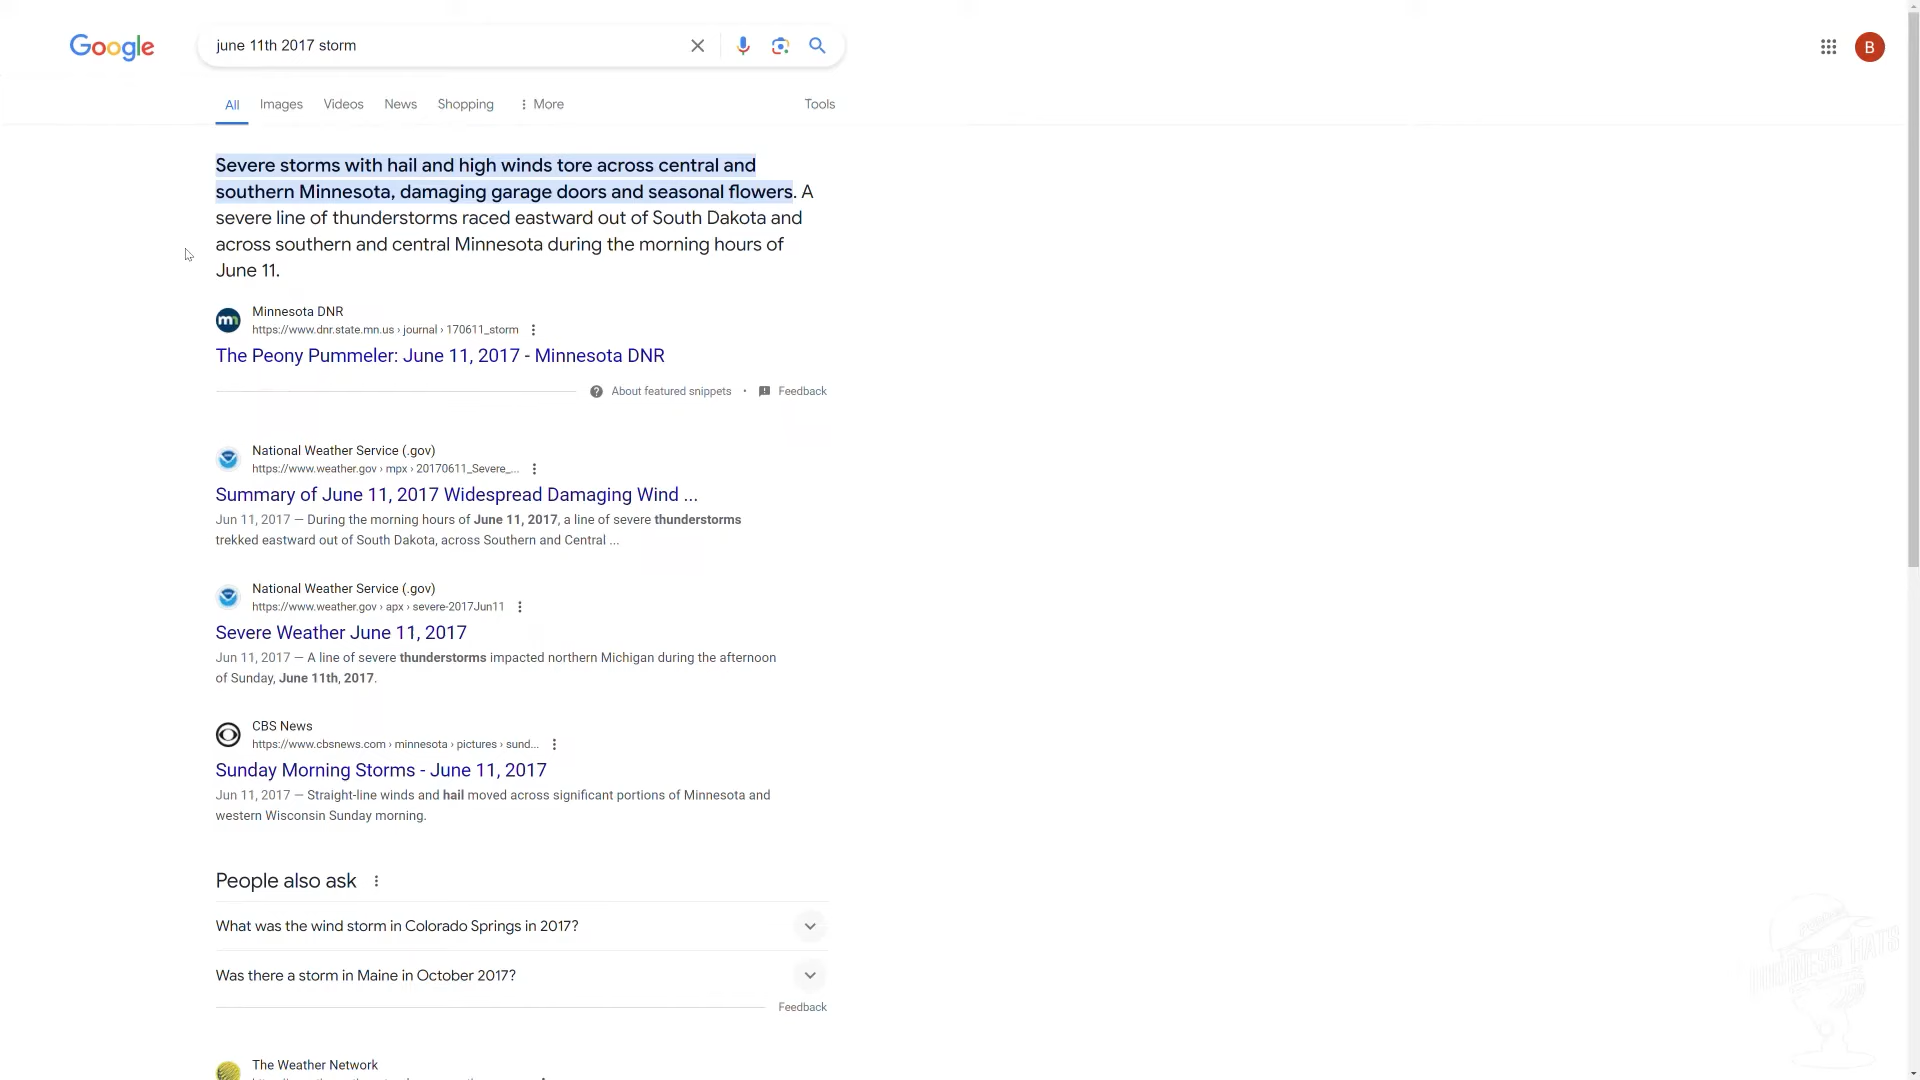 Google
june 11th 2017 storm
B
All Images Videos News Shopping More Tools
Severe storms with hail and high winds tore across central and
southern Minnesota, damaging garage doors and seasonal flowers. A
severe line of thunderstorms raced eastward out of South Dakota and
across southern and central Minnesota during the morning hours of
June 11.
Minnesota DNR
https://www.dnr.state.mn.us › journal › 170611_storm
The Peony Pummeler: June 11, 2017 - Minnesota DNR
About featured snippets • Feedback
National Weather Service (.gov)
https://www.weather.gov › mpx › 20170611_Severe_...
Summary of June 11, 2017 Widespread Damaging Wind ...
Jun 11, 2017 — During the morning hours of June 11, 2017, a line of severe thunderstorms
trekked eastward out of South Dakota, across Southern and Central ...
National Weather Service (.gov)
https://www.weather.gov › apx › severe-2017Jun11
Severe Weather June 11, 2017
Jun 11, 2017 — A line of severe thunderstorms impacted northern Michigan during the afternoon
of Sunday, June 11th, 2017.
CBS News
https://www.cbsnews.com › minnesota › pictures › sund...
Sunday Morning Storms - June 11, 2017
Jun 11, 2017 — Straight-line winds and hail moved across significant portions of Minnesota and
western Wisconsin Sunday morning.
People also ask
What was the wind storm in Colorado Springs in 2017?
Was there a storm in Maine in October 2017?
Feedback
The Weather Network